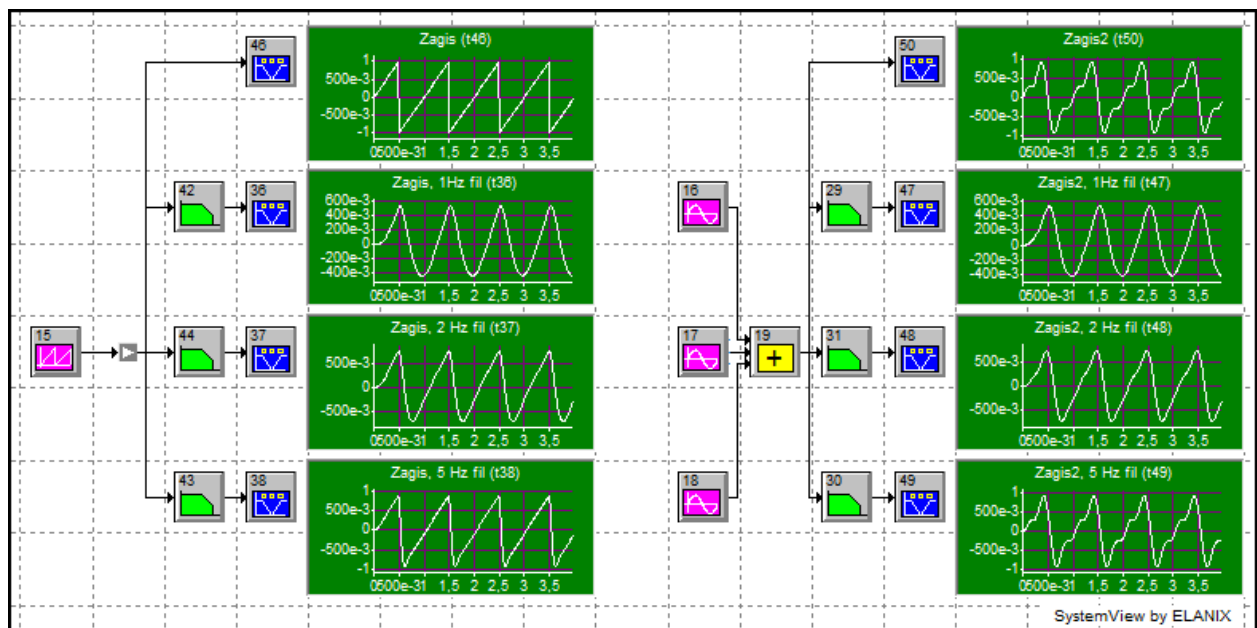 46
Zagis (t46)
1
500e-3
0
-500e-3
-1
0500e-31 1,5 2 2,5 3 3,5
50
Zagis2 (t50)
1
500e-3
0
-500e-3
-1
0500e-31 1,5 2 2,5 3 3,5
42
36
Zagis, 1Hz fil (t36)
600e-3
400e-3
200e-3
0
-200e-3
-400e-3
0500e-31 1,5 2 2,5 3 3,5
16
29
47
Zagis2, 1Hz fil (t47)
600e-3
400e-3
200e-3
0
-200e-3
-400e-3
0500e-31 1,5 2 2,5 3 3,5
15
44
37
Zagis, 2 Hz fil (t37)
500e-3
0
-500e-3
0500e-31 1,5 2 2,5 3 3,5
17
19
+
31
48
Zagis2, 2 Hz fil (t48)
500e-3
0
-500e-3
0500e-31 1,5 2 2,5 3 3,5
43
38
Zagis, 5 Hz fil (t38)
1
500e-3
0
-500e-3
-1
0500e-31 1,5 2 2,5 3 3,5
18
30
49
Zagis2, 5 Hz fil (t49)
1
500e-3
0
-500e-3
-1
0500e-31 1,5 2 2,5 3 3,5
SystemView by ELANIX